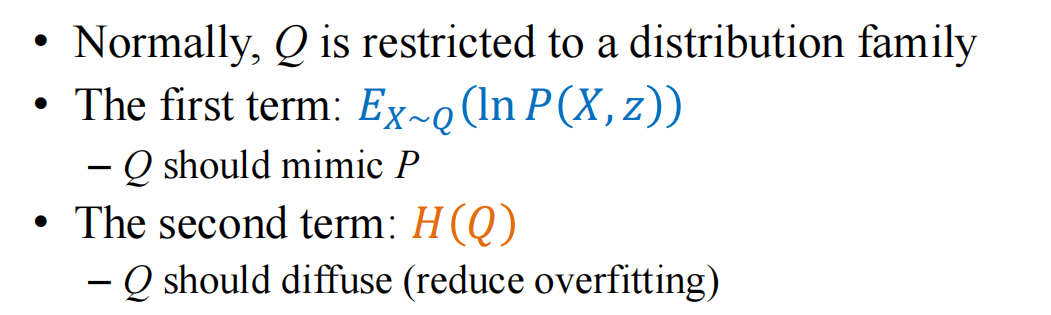 • Normally, Q is restricted to a distribution family
• The first term: E_{X~Q}(ln P(X, z))
– Q should mimic P
• The second term: H(Q)
– Q should diffuse (reduce overfitting)